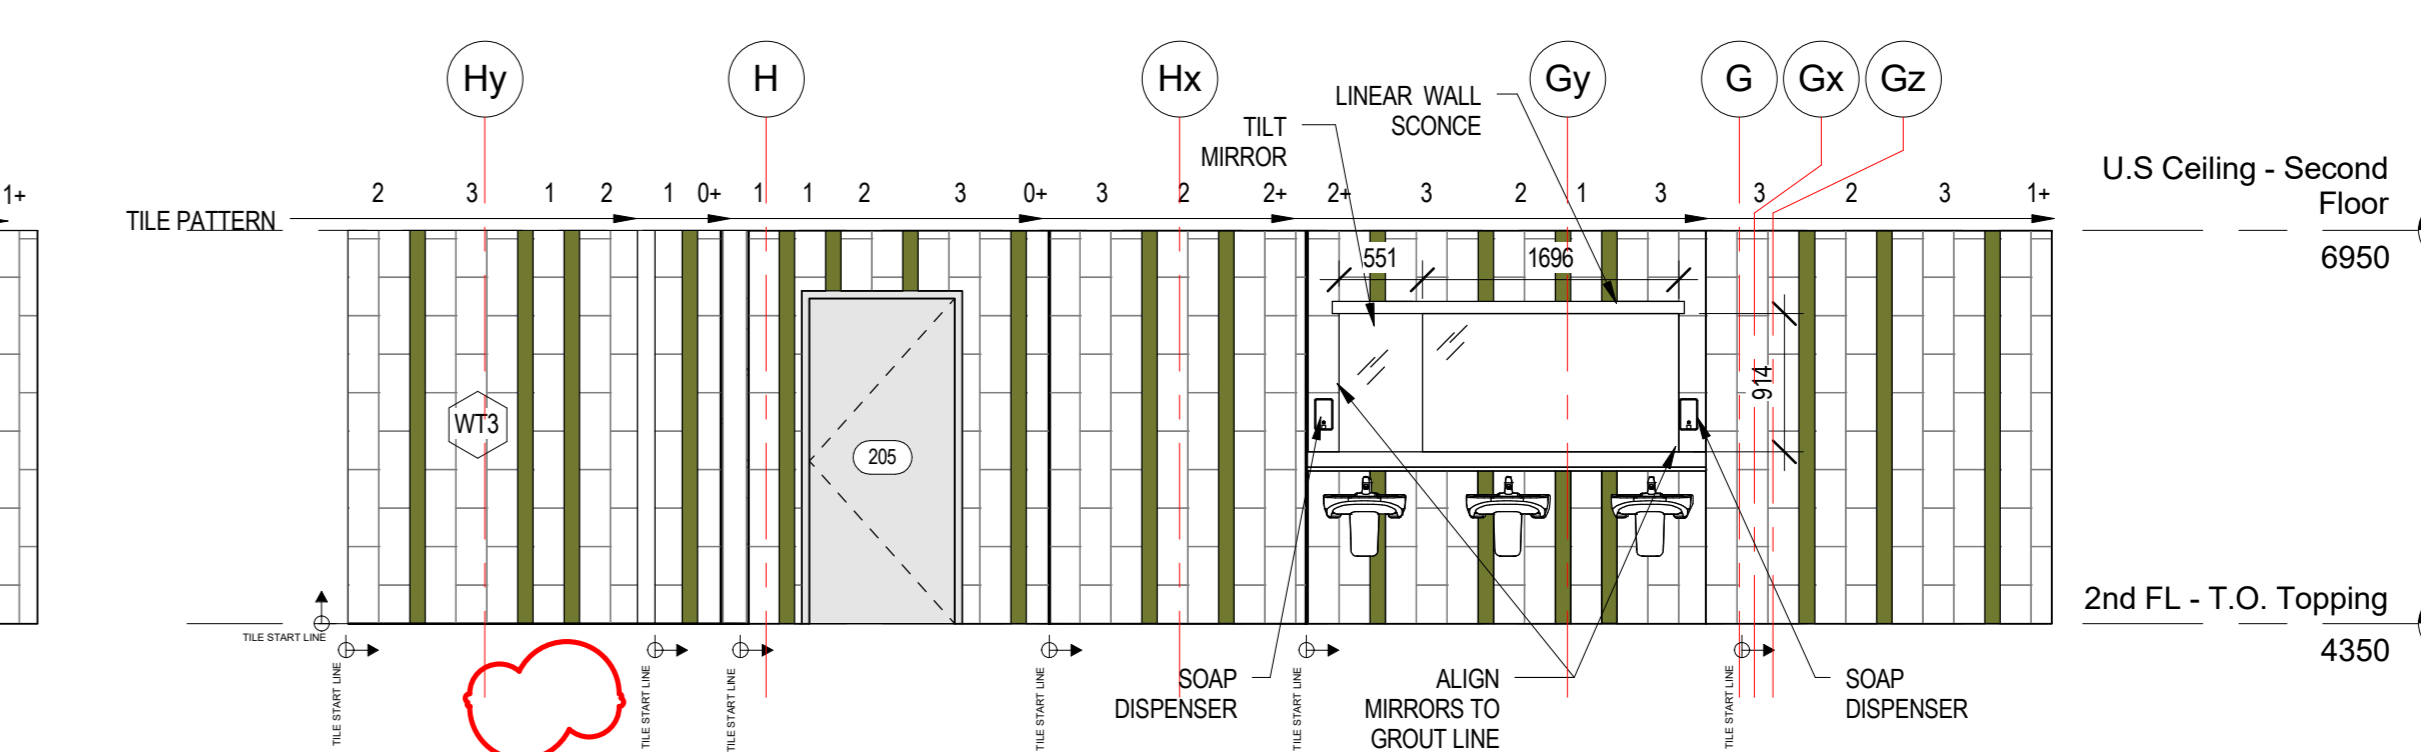 Hy
H
Hx
Gy
G
Gx
Gz
LINEAR WALL
SCONCE
TILT
MIRROR
U.S Ceiling - Second
Floor
6950
1+
TILE PATTERN
2 3 1 2 1 0+ 1 1 2 3 0+ 3 2 2+ 2+ 3 2 1 3 3 2 3 1+
551
1696
914
WT3
205
2nd FL - T.O. Topping
4350
TILE START LINE
TILE START LINE
TILE START LINE
TILE START LINE
TILE START LINE
TILE START LINE
TILE START LINE
SOAP
DISPENSER
ALIGN
MIRRORS TO
GROUT LINE
SOAP
DISPENSER